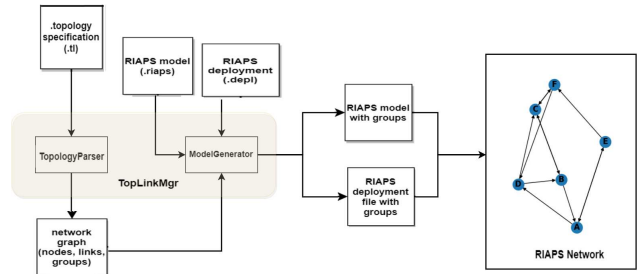 .topology
specification
(.tl)
RIAPS model
(.riaps)
RIAPS
deployment
(.depl)
TopologyParser
ModelGenerator
TopLinkMgr
network
graph
(nodes, links,
groups)
RIAPS model
with groups
RIAPS
deployment
file with
groups
F
C
E
D
B
A
RIAPS Network